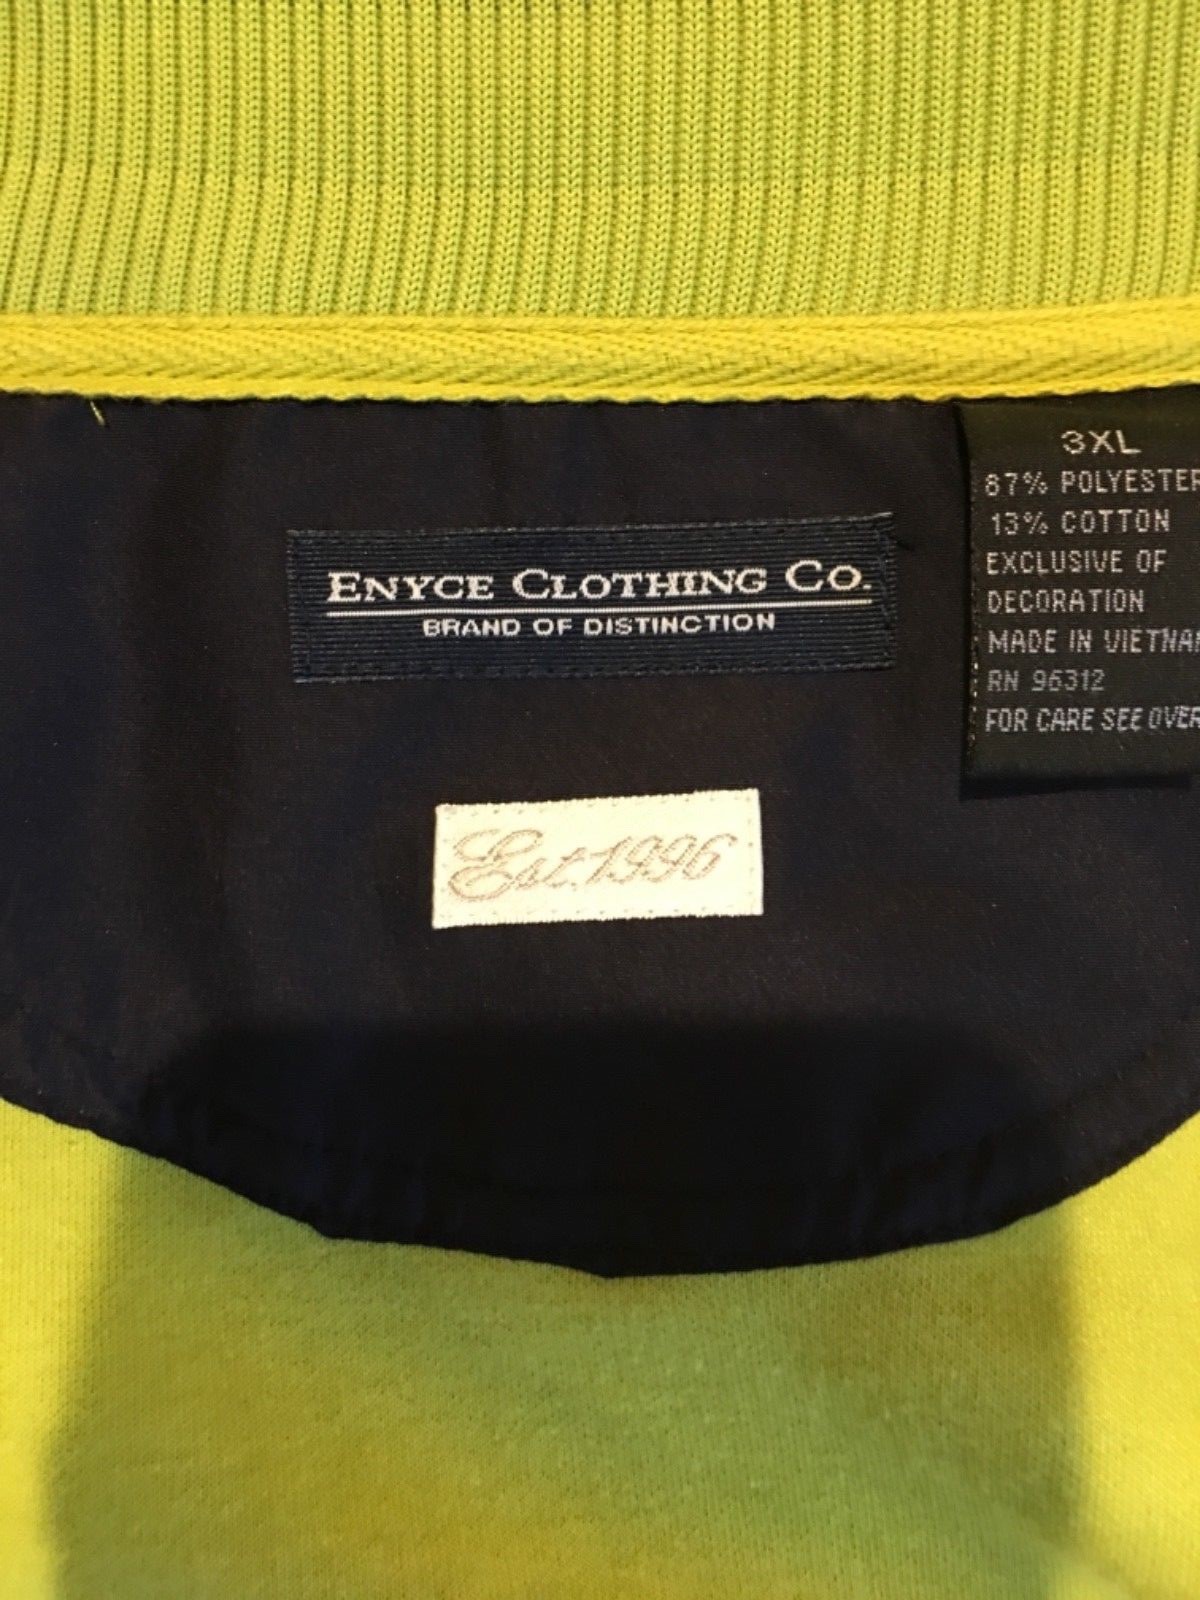 ENYCE CLOTHING CO.
BRAND OF DISTINCTION
Est. 1996
3XL
87% POLYESTER
13% COTTON
EXCLUSIVE OF
DECORATION
MADE IN VIETNA
RN 96312
FOR CARE SEE OVER